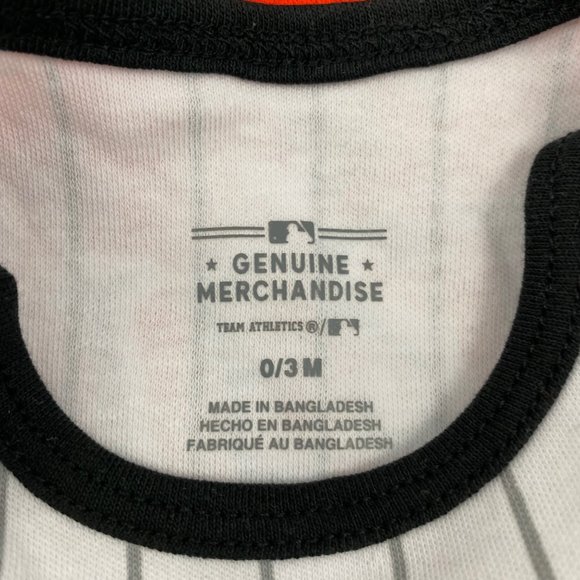 ★ GENUINE ★
MERCHANDISE
TEAM ATHLETICS®/
0/3 M
MADE IN BANGLADESH
HECHO EN BANGLADESH
FABRIQUÉ AU BANGLADESH